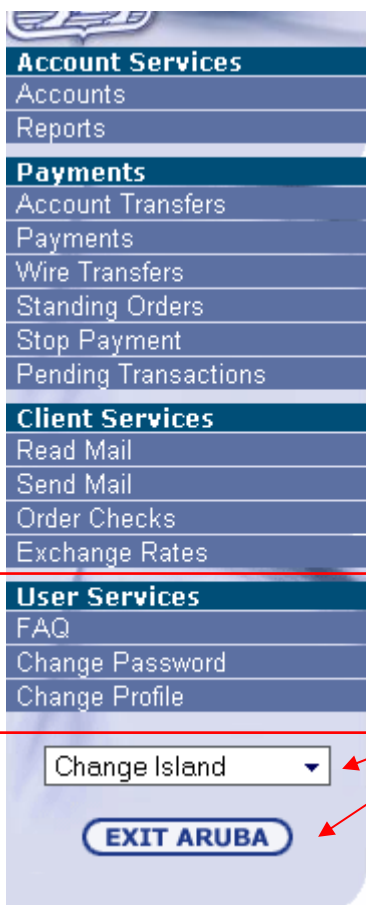 Account Services
Accounts
Reports
Payments
Account Transfers
Payments
Wire Transfers
Standing Orders
Stop Payment
Pending Transactions
Client Services
Read Mail
Send Mail
Order Checks
Exchange Rates
User Services
FAQ
Change Password
Change Profile
Change Island
EXIT ARUBA